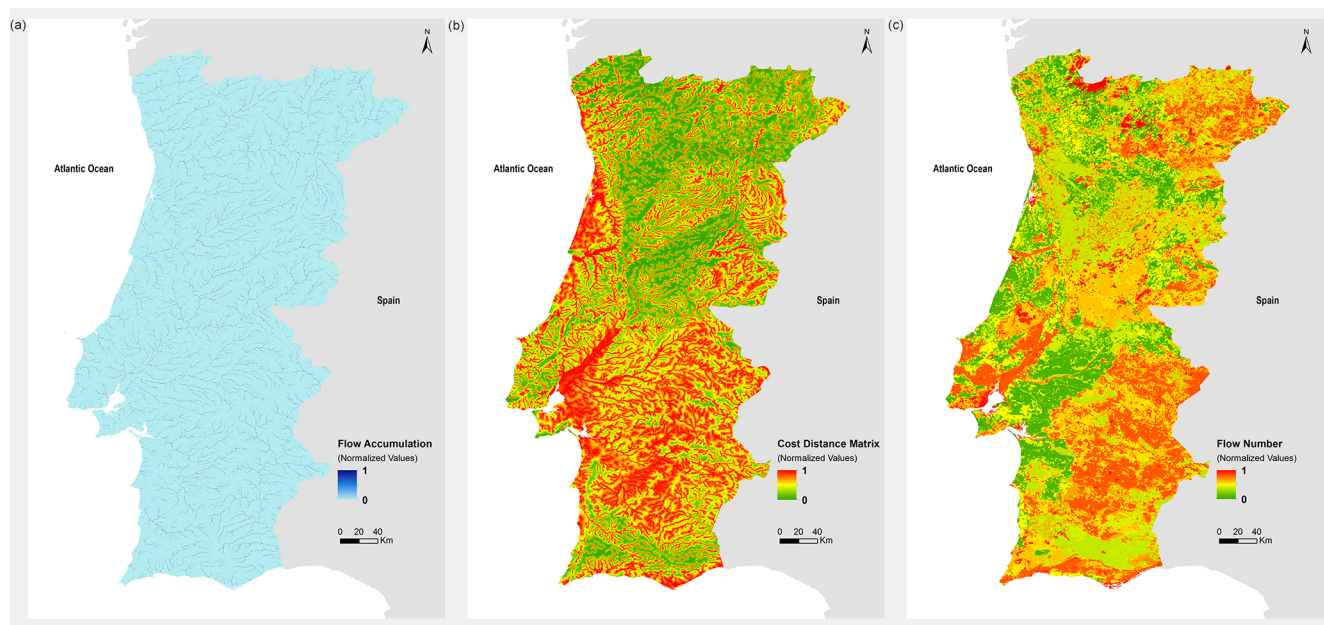 (a)
N
Atlantic Ocean
Spain
Flow Accumulation
(Normalized Values)
1
0
0 20 40
Km
(b)
N
Atlantic Ocean
Spain
Cost Distance Matrix
(Normalized Values)
1
0
0 20 40
Km
(c)
N
Atlantic Ocean
Spain
Flow Number
(Normalized Values)
1
0
0 20 40
Km